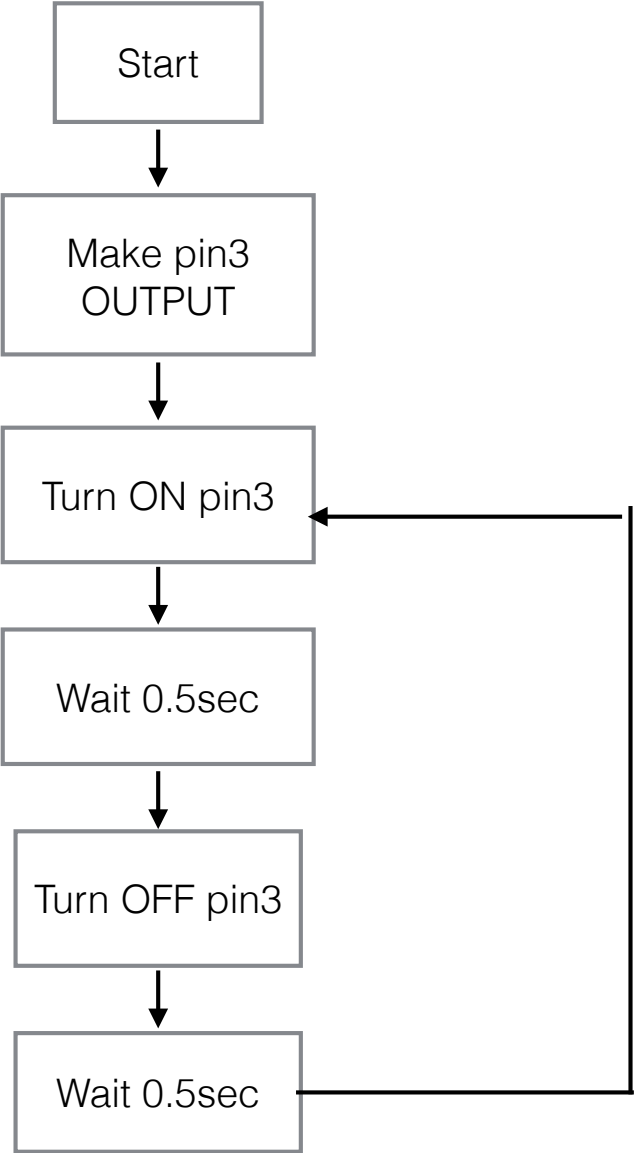 Start
Make pin3
OUTPUT
Turn ON pin3
Wait 0.5sec
Turn OFF pin3
Wait 0.5sec